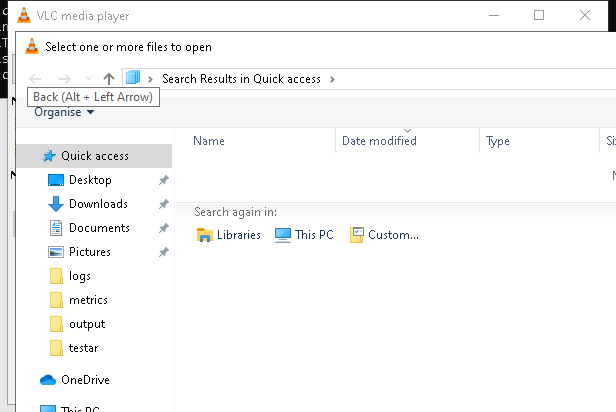 VLC media player
Select one or more files to open
Search Results in Quick access
Back (Alt + Left Arrow)
Organise
Name
Date modified
Type
Quick access
Desktop
Downloads
Documents
Pictures
logs
metrics
output
testar
OneDrive
This PC
Search again in:
Libraries
This PC
Custom...